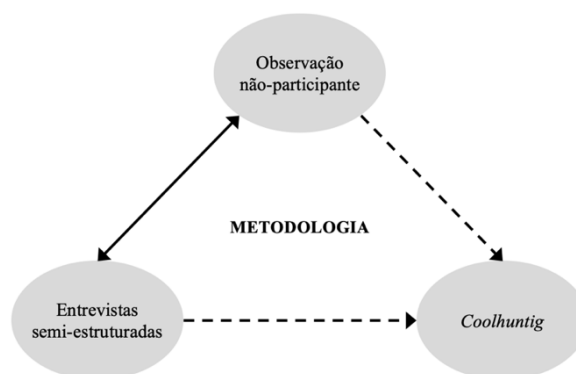 Observação
não-participante
METODOLOGIA
Entrevistas
semi-estruturadas
Coolhuntig